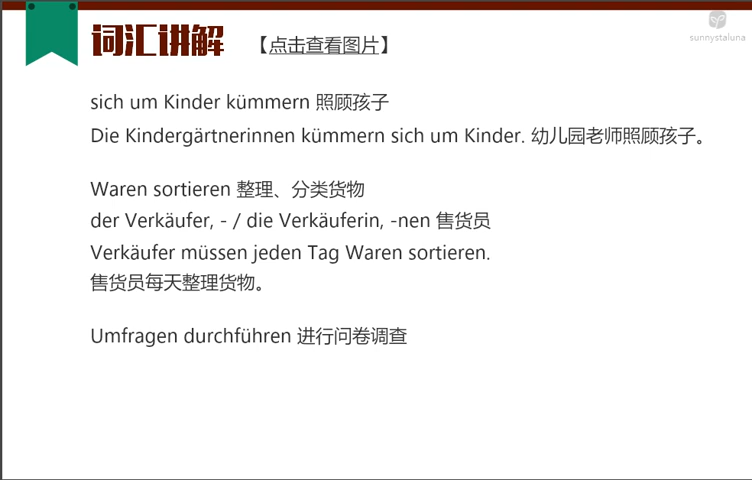 词汇讲解 【点击查看图片】
sunnystaluna
sich um Kinder kümmern 照顾孩子
Die Kindergärtnerinnen kümmern sich um Kinder. 幼儿园老师照顾孩子。
Waren sortieren 整理、分类货物
der Verkäufer, - / die Verkäuferin, -nen 售货员
Verkäufer müssen jeden Tag Waren sortieren.
售货员每天整理货物。
Umfragen durchführen 进行问卷调查